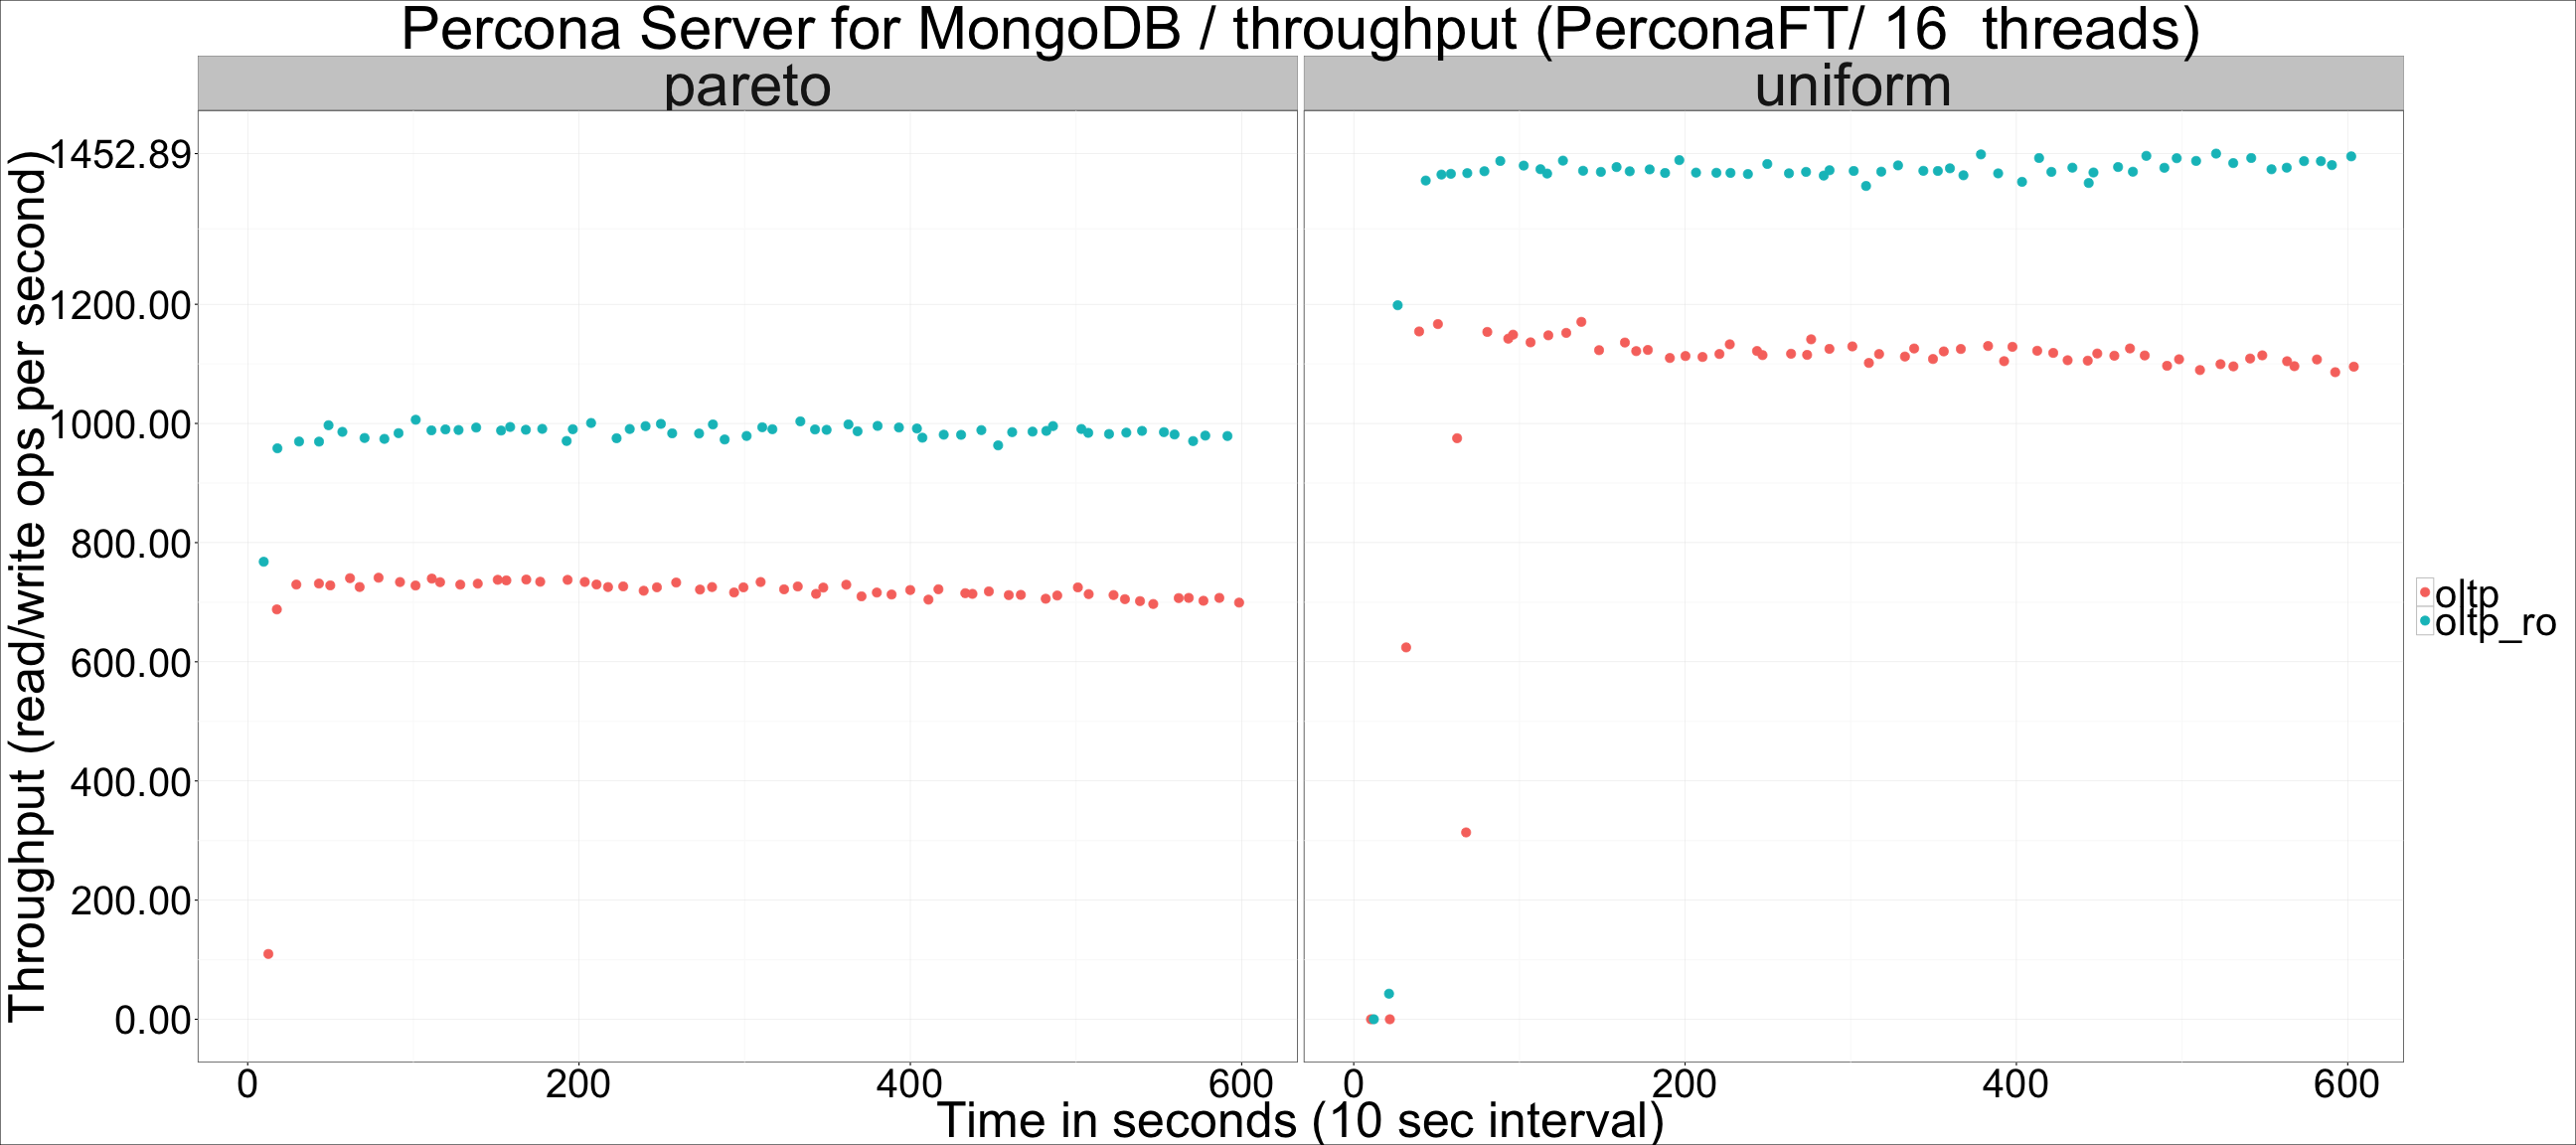 Percona Server for MongoDB / throughput (PerconaFT/ 16  threads)
pareto
uniform
Throughput (read/write ops per second)
1452.89
1200.00
1000.00
800.00
600.00
400.00
200.00
0.00
0 200 400 600
0 200 400 600
Time in seconds (10 sec interval)
oltp
oltp_ro